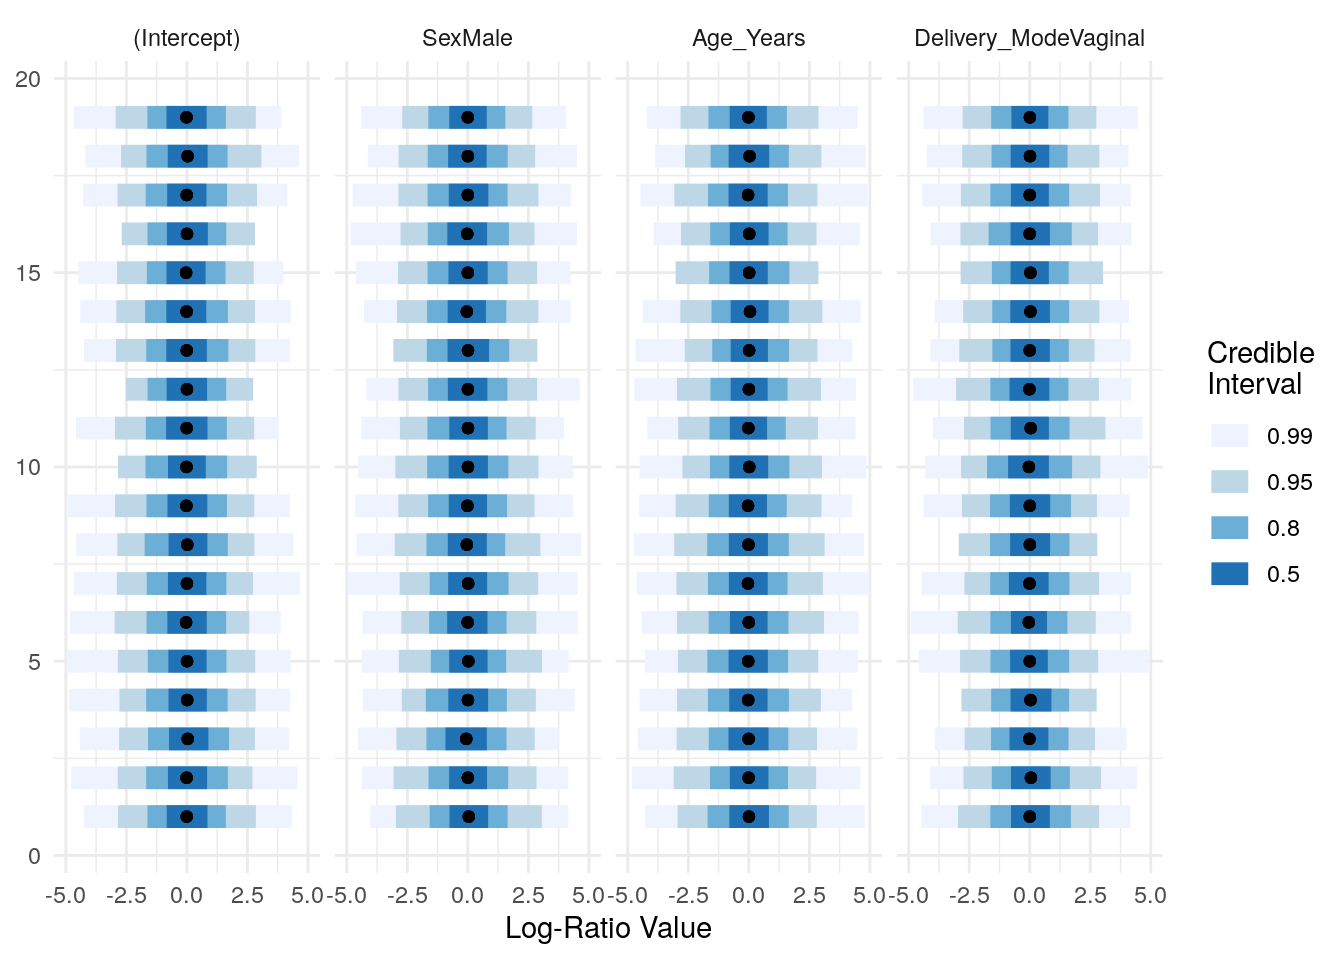 (Intercept) SexMale Age_Years Delivery_ModeVaginal
20
15
10
5
0
-5.0 -2.5 0.0 2.5 5.0 -5.0 -2.5 0.0 2.5 5.0 -5.0 -2.5 0.0 2.5 5.0 -5.0 -2.5 0.0 2.5 5.0
Log-Ratio Value
Credible
Interval
0.99
0.95
0.8
0.5